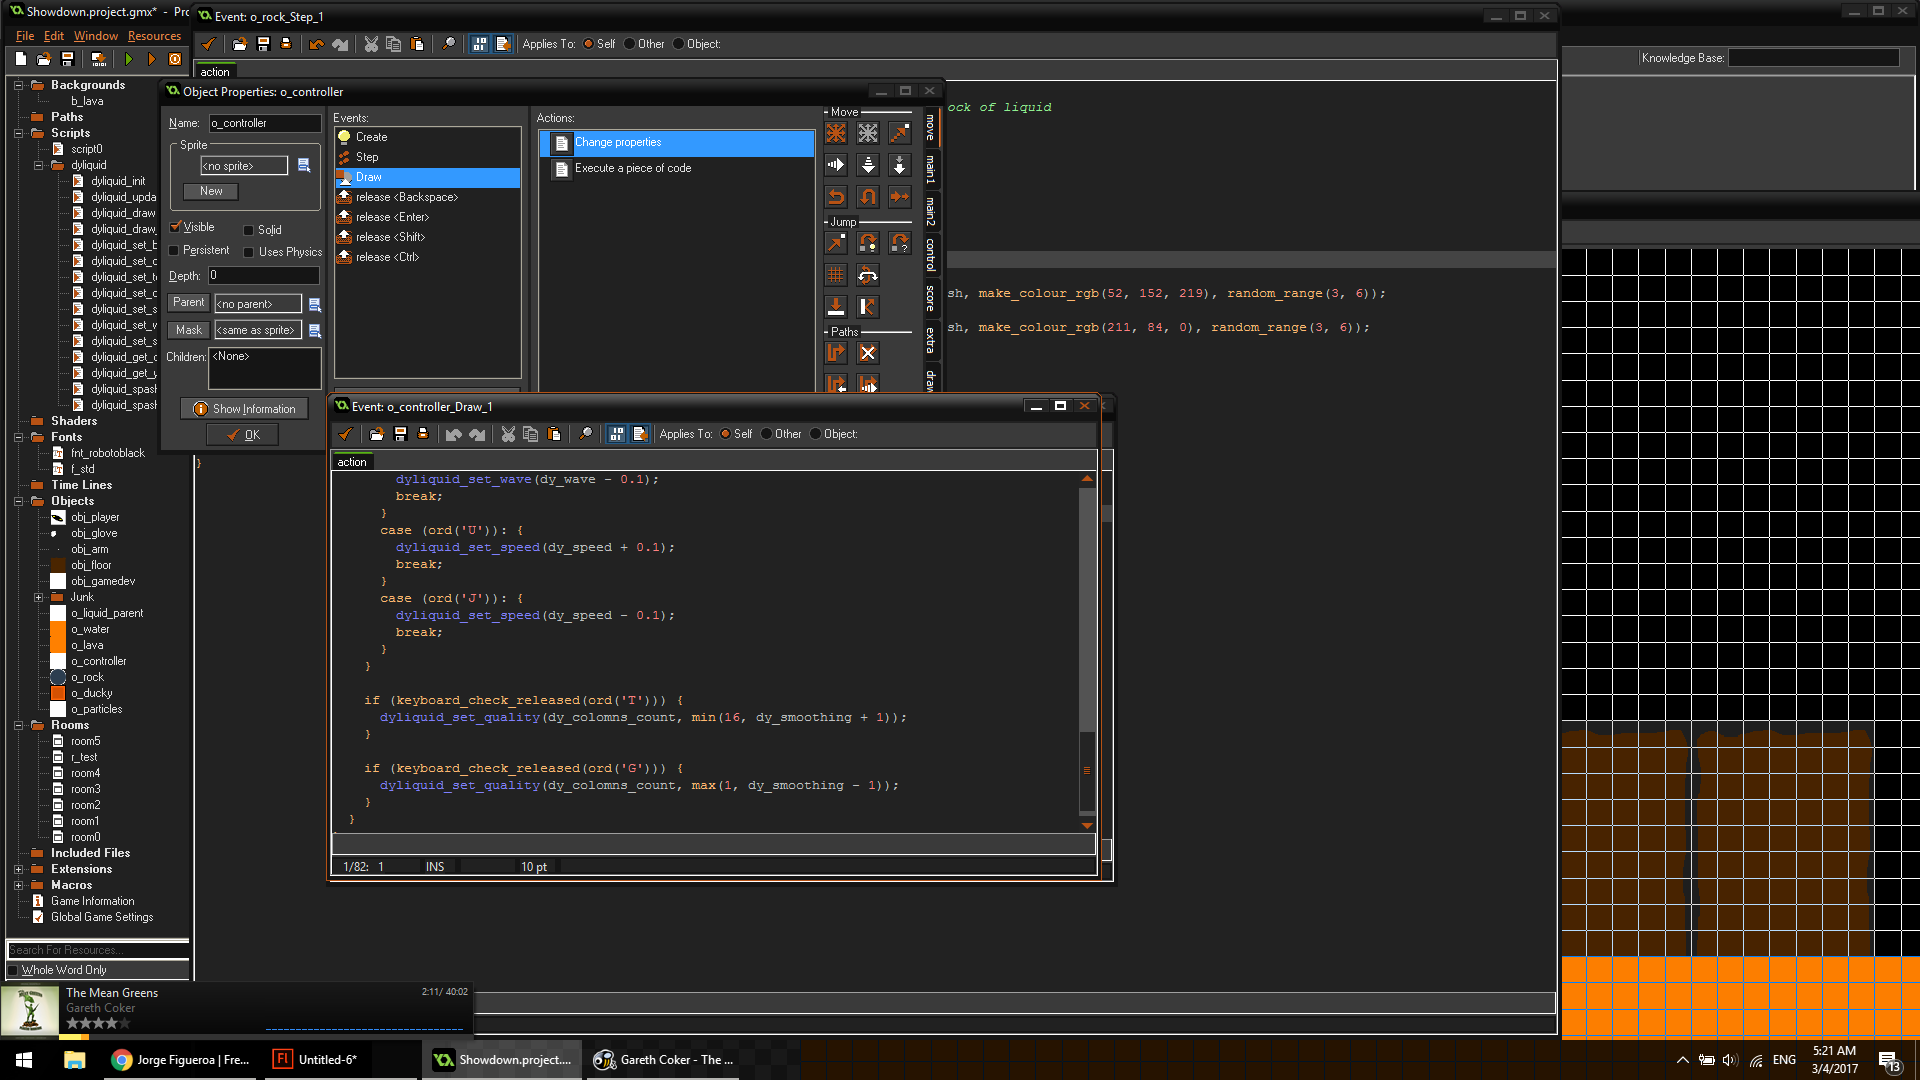 Showdown.project.gmx* - Pro
File Edit Window Resources
Backgrounds
b_lava
Paths
Scripts
script0
dyliquid
dyliquid_init
dyliquid_upda
dyliquid_draw
dyliquid_draw_
dyliquid_set_b
dyliquid_set_c
dyliquid_set_t
dyliquid_set_c
dyliquid_set_s
dyliquid_set_w
dyliquid_set_s
dyliquid_get_c
dyliquid_get_y
dyliquid_spash
dyliquid_spash
Shaders
Fonts
fnt_robotoblack
f_std
Time Lines
Objects
obj_player
obj_glove
obj_arm
obj_floor
obj_gamedev
Junk
o_liquid_parent
o_water
o_lava
o_controller
o_rock
o_ducky
o_particles
Rooms
room5
r_test
room4
room3
room2
room1
room0
Included Files
Extensions
Macros
Game Information
Global Game Settings
Search For Resources...
Whole Word Only
Event: o_rock_Step_1
Applies To: Self Other Object:
action
Knowledge Base:
ock of liquid
sh, make_colour_rgb(52, 152, 219), random_range(3, 6));
sh, make_colour_rgb(211, 84, 0), random_range(3, 6));
}
Object Properties: o_controller
Name: o_controller
Sprite
<no sprite>
New
Visible
Solid
Persistent
Uses Physics
Depth: 0
Parent <no parent>
Mask <same as sprite>
Children: <None>
Show Information
OK
Events:
Create
Step
Draw
release <Backspace>
release <Enter>
release <Shift>
release <Ctrl>
Actions:
Change properties
Execute a piece of code
Move
Jump
Paths
move
main1
main2
control
score
extra
draw
Event: o_controller_Draw_1
Applies To: Self Other Object:
action
dyliquid_set_wave(dy_wave - 0.1);
break;
}
case (ord('U')): {
dyliquid_set_speed(dy_speed + 0.1);
break;
}
case (ord('J')): {
dyliquid_set_speed(dy_speed - 0.1);
break;
}
}
if (keyboard_check_released(ord('T'))) {
dyliquid_set_quality(dy_colomns_count, min(16, dy_smoothing + 1));
}
if (keyboard_check_released(ord('G'))) {
dyliquid_set_quality(dy_colomns_count, max(1, dy_smoothing - 1));
}
}
1/82: 1 INS 10 pt
The Mean Greens 2:11/ 40:02
Gareth Coker
Jorge Figueroa | Fre...
Untitled-6*
Showdown.project....
Gareth Coker - The ...
ENG
5:21 AM
3/4/2017
13